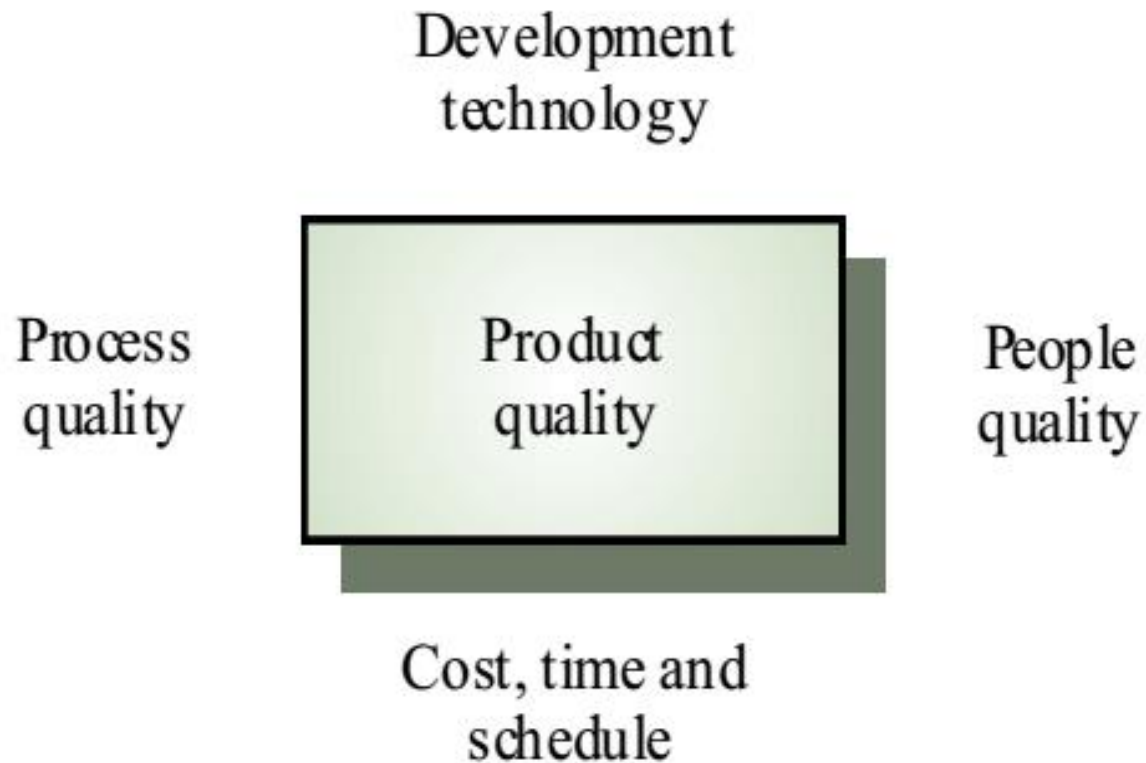 Development
technology
Process
quality
Product
quality
People
quality
Cost, time and
schedule